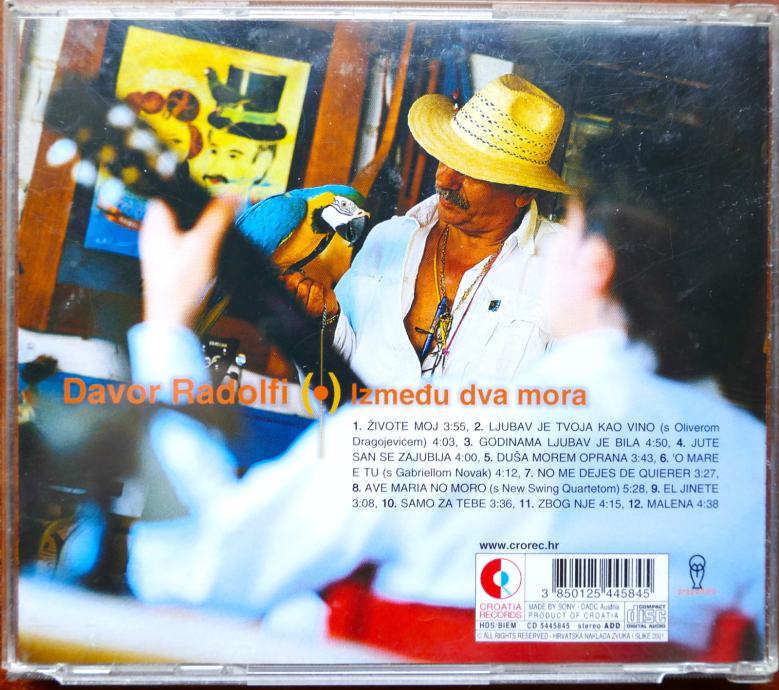 Davor Radolfi (•) Između dva mora
1. ŽIVOTE MOJ 3:55, 2. LJUBAV JE TVOJA KAO VINO (s Oliverom
Dragojevićem) 4:03, 3. GODINAMA LJUBAV JE BILA 4:50, 4. JUTE
SAN SE ZAJUBIJA 4:00, 5. DUŠA MOREM OPRANA 3:43, 6. 'O MARE
E TU (s Gabriellom Novak) 4:12, 7. NO ME DEJES DE QUIERER 3:27,
8. AVE MARIA NO MORO (s New Swing Quartetom) 5:28, 9. EL JINETE
3:08, 10. SAMO ZA TEBE 3:36, 11. ZBOG NJE 4:15, 12. MALENA 4:38
www.crorec.hr
CROATIA
RECORDS
HDS/BIEM
3 850125 445845
MADE BY SONY - DADC Austria
PRODUCT OF CROATIA
CD 5445845 stereo ADD
COMPACT
disc
DIGITAL AUDIO
© ALL RIGHTS RESERVED - HRVATSKA NAKLADA ZVUKA I SLIKE 2001